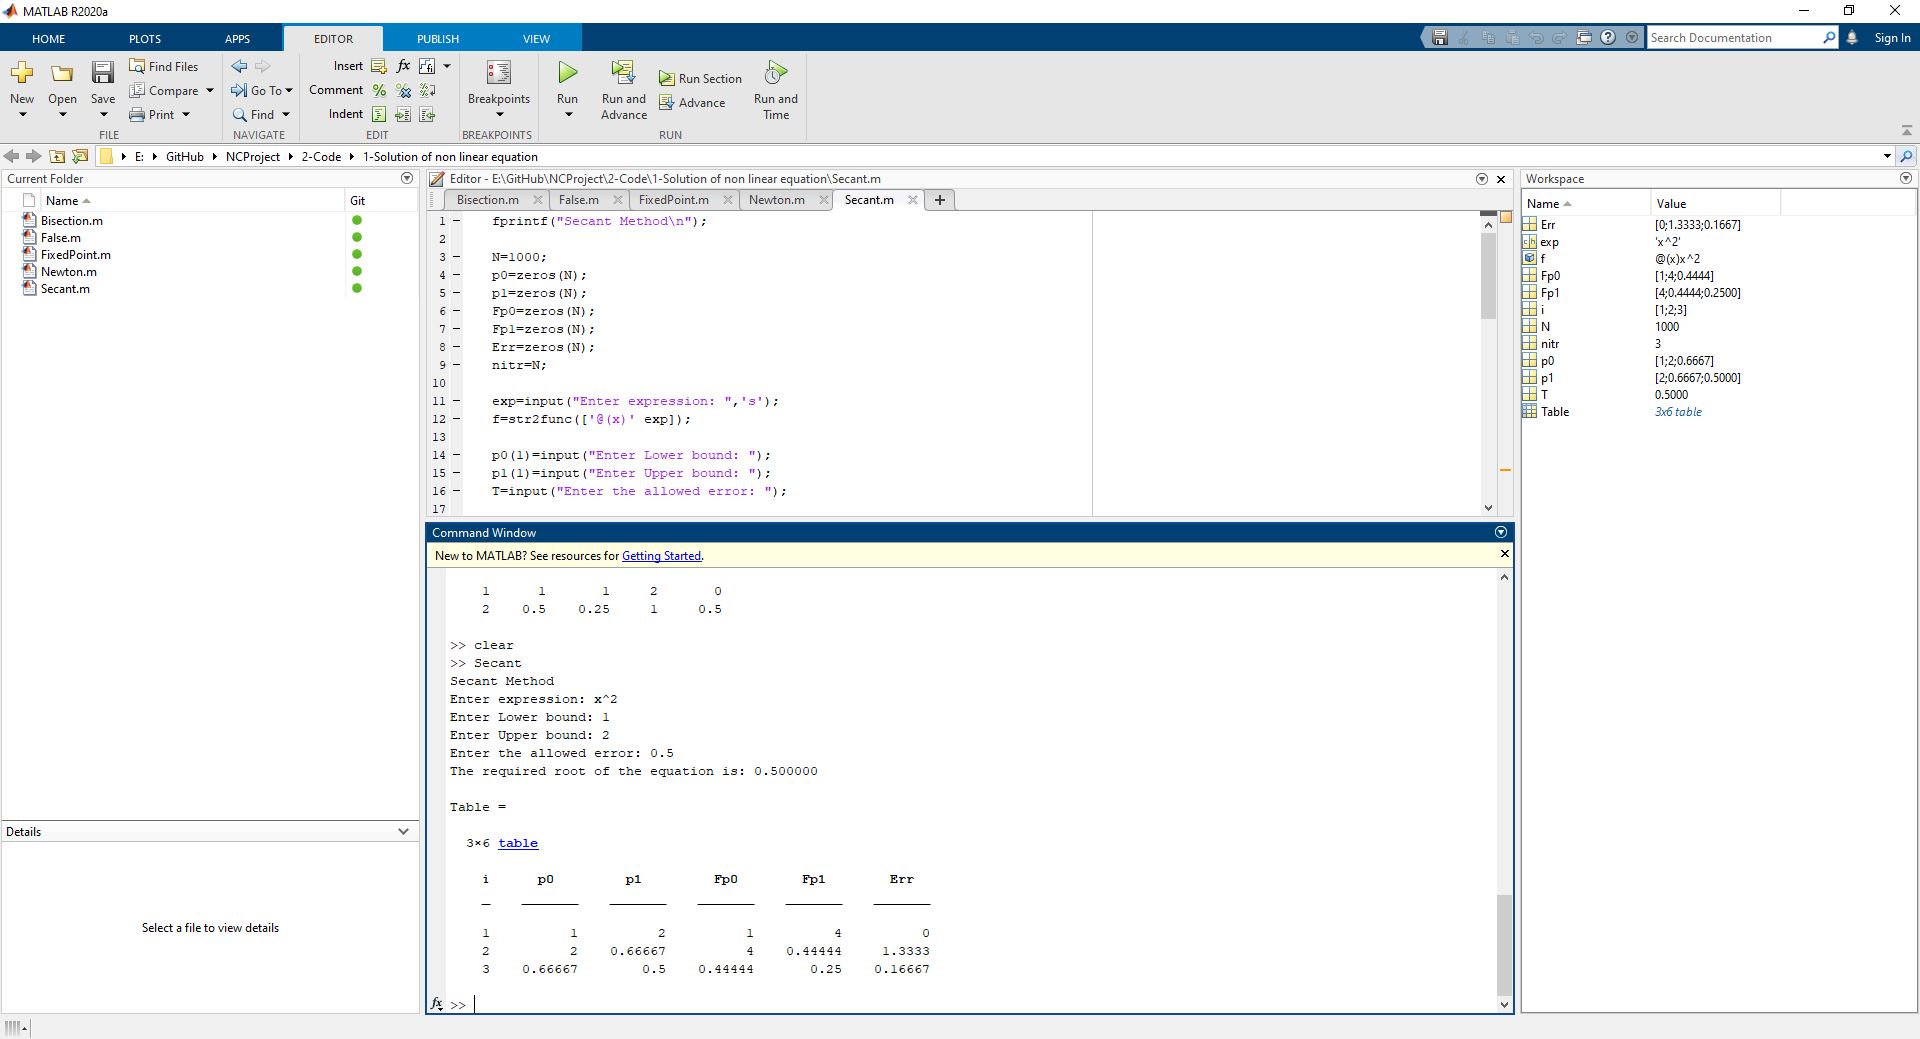 MATLAB R2020a
HOME PLOTS APPS EDITOR PUBLISH VIEW Search Documentation Sign In
New Open Save Find Files Compare Print
FILE
Go To Find
NAVIGATE
Insert fx
Comment
Indent
EDIT
Breakpoints
BREAKPOINTS
Run Run and Advance Run Section Advance Run and Time
RUN
E: GitHub NCProject 2-Code 1-Solution of non linear equation
Current Folder
Name Git
Bisection.m
False.m
FixedPoint.m
Newton.m
Secant.m
Details
Select a file to view details
Editor - E:\GitHub\NCProject\2-Code\1-Solution of non linear equation\Secant.m
Bisection.m False.m FixedPoint.m Newton.m Secant.m +
1 - fprintf("Secant Method\n");
2
3 - N=1000;
4 - p0=zeros(N);
5 - p1=zeros(N);
6 - Fp0=zeros(N);
7 - Fp1=zeros(N);
8 - Err=zeros(N);
9 - nitr=N;
10
11 - exp=input("Enter expression: ",'s');
12 - f=str2func(['@(x)' exp]);
13
14 - p0(1)=input("Enter Lower bound: ");
15 - p1(1)=input("Enter Upper bound: ");
16 - T=input("Enter the allowed error: ");
17
Command Window
New to MATLAB? See resources for Getting Started.
1 1 1 2 0
2 0.5 0.25 1 0.5
>> clear
>> Secant
Secant Method
Enter expression: x^2
Enter Lower bound: 1
Enter Upper bound: 2
Enter the allowed error: 0.5
The required root of the equation is: 0.500000
Table =
3×6 table
i p0 p1 Fp0 Fp1 Err
1 1 2 1 4 0
2 2 0.66667 4 0.44444 1.3333
3 0.66667 0.5 0.44444 0.25 0.16667
fx >>
Workspace
Name Value
Err [0;1.3333;0.1667]
exp 'x^2'
f @(x)x^2
Fp0 [1;4;0.4444]
Fp1 [4;0.4444;0.2500]
i [1;2;3]
N 1000
nitr 3
p0 [1;2;0.6667]
p1 [2;0.6667;0.5000]
T 0.5000
Table 3x6 table